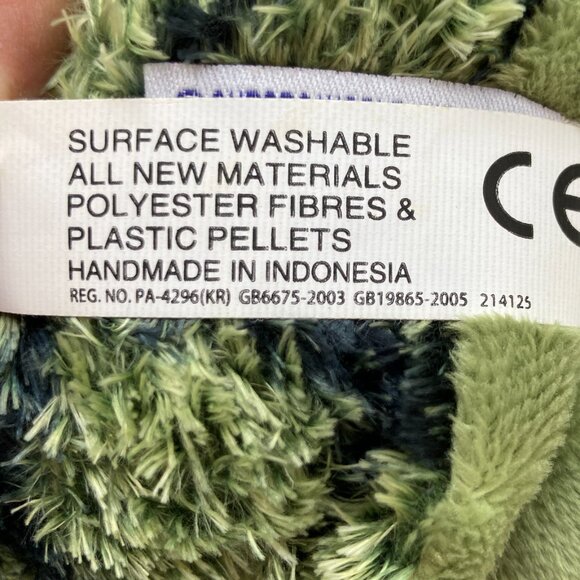 SURFACE WASHABLE
ALL NEW MATERIALS
POLYESTER FIBRES &
PLASTIC PELLETS
HANDMADE IN INDONESIA
REG. NO. PA-4296(KR) GB6675-2003 GB19865-2005 214125
CE